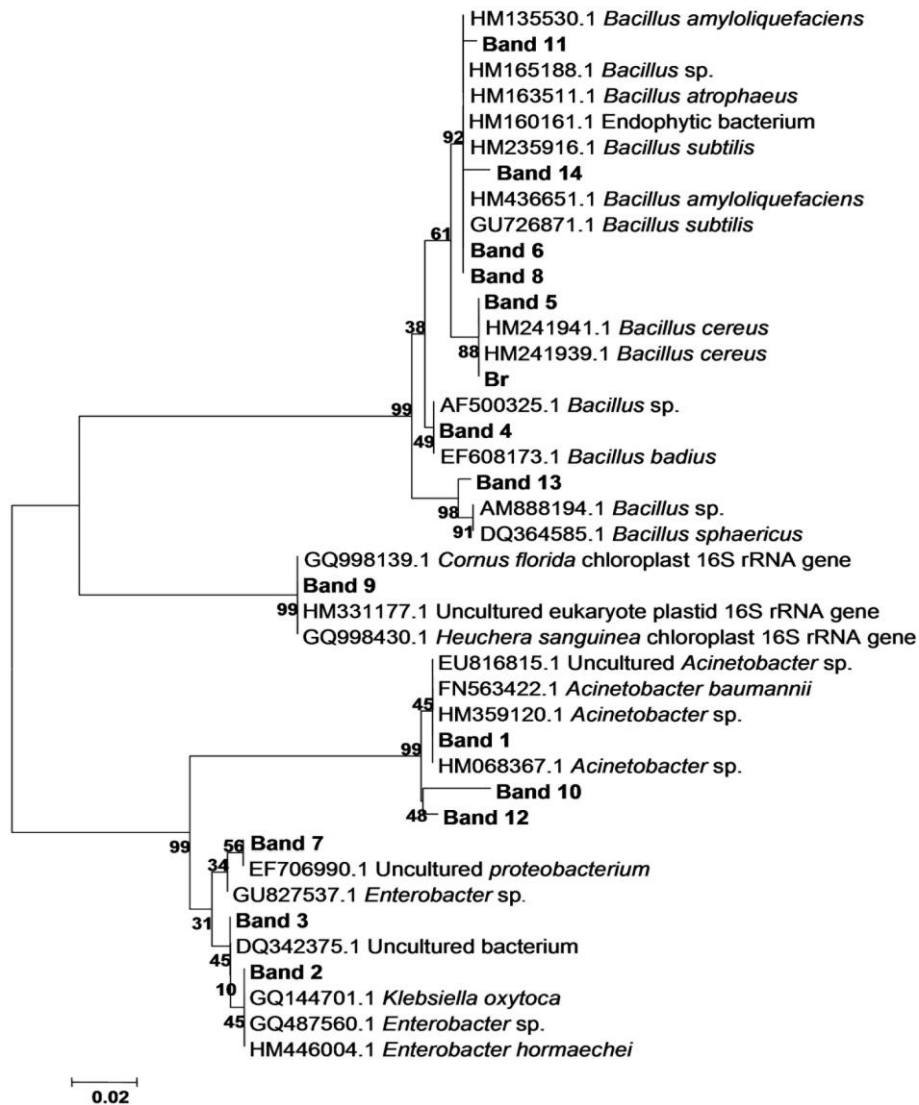 HM135530.1 Bacillus amyloliquefaciens
Band 11
HM165188.1 Bacillus sp.
HM163511.1 Bacillus atrophaeus
HM160161.1 Endophytic bacterium
92
HM235916.1 Bacillus subtilis
Band 14
HM436651.1 Bacillus amyloliquefaciens
GU726871.1 Bacillus subtilis
61
Band 6
Band 8
Band 5
38
HM241941.1 Bacillus cereus
88
HM241939.1 Bacillus cereus
Br
99
AF500325.1 Bacillus sp.
Band 4
49
EF608173.1 Bacillus badius
Band 13
98
AM888194.1 Bacillus sp.
91
DQ364585.1 Bacillus sphaericus
GQ998139.1 Cornus florida chloroplast 16S rRNA gene
Band 9
99
HM331177.1 Uncultured eukaryote plastid 16S rRNA gene
GQ998430.1 Heuchera sanguinea chloroplast 16S rRNA gene
EU816815.1 Uncultured Acinetobacter sp.
FN563422.1 Acinetobacter baumannii
45
HM359120.1 Acinetobacter sp.
Band 1
99
HM068367.1 Acinetobacter sp.
Band 10
48
Band 12
99
56
Band 7
34
EF706990.1 Uncultured proteobacterium
GU827537.1 Enterobacter sp.
31
Band 3
DQ342375.1 Uncultured bacterium
45
Band 2
10
GQ144701.1 Klebsiella oxytoca
45
GQ487560.1 Enterobacter sp.
HM446004.1 Enterobacter hormaechei
0.02